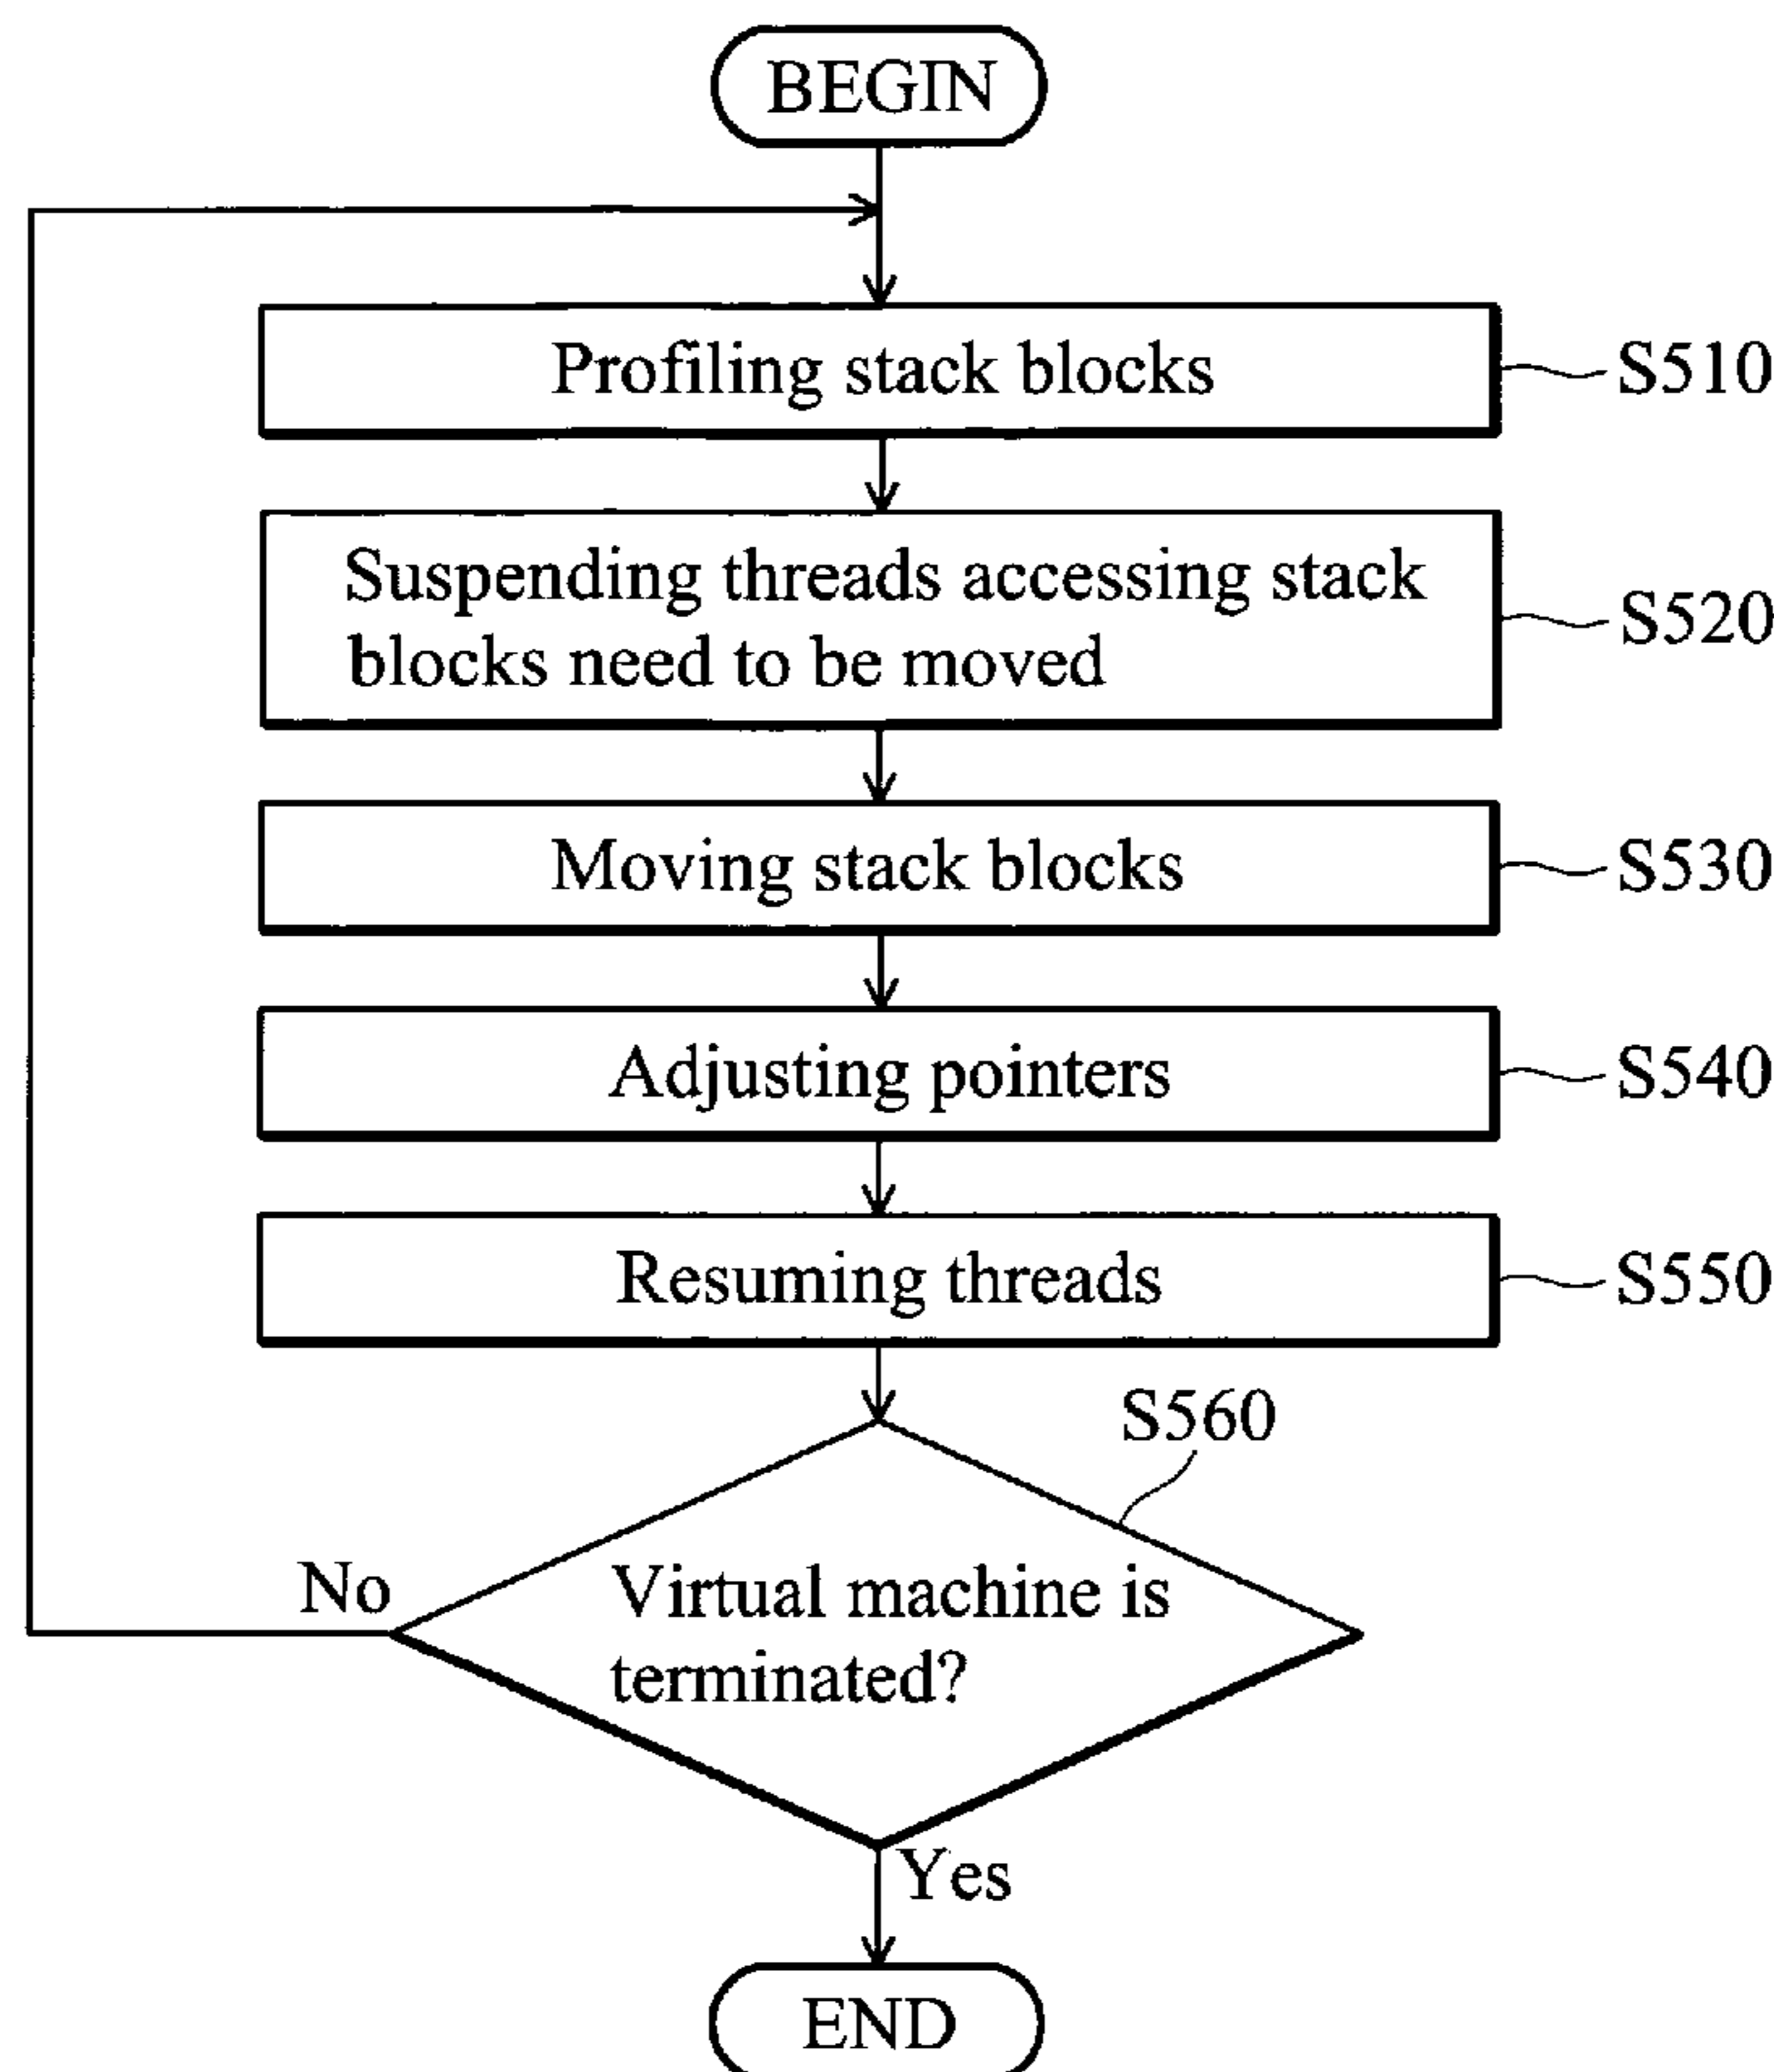 BEGIN
Profiling stack blocks
S510
Suspending threads accessing stack
blocks need to be moved
S520
Moving stack blocks
S530
Adjusting pointers
S540
Resuming threads
S550
S560
No
Virtual machine is
terminated?
Yes
END